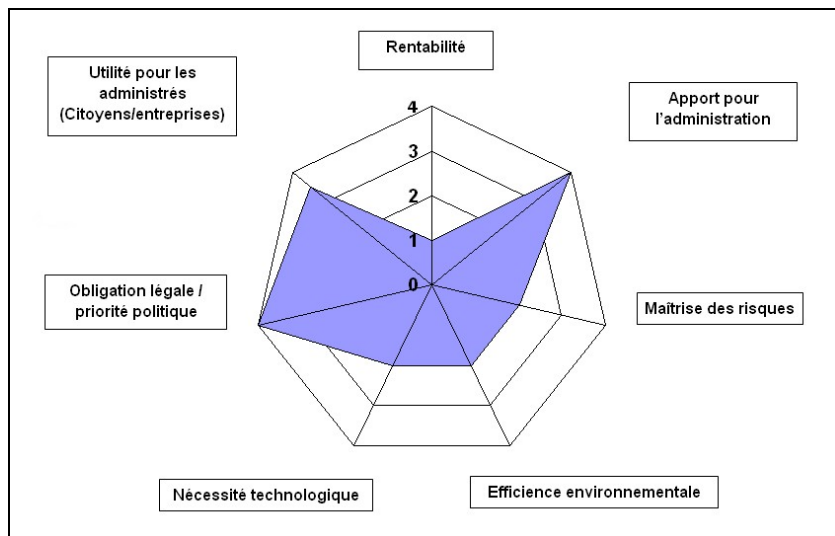 Rentabilité
Utilité pour les
administrés
(Citoyens/entreprises)
Apport pour
l'administration
4
3
2
1
0
Obligation légale /
priorité politique
Maîtrise des risques
Nécessité technologique
Efficience environnementale